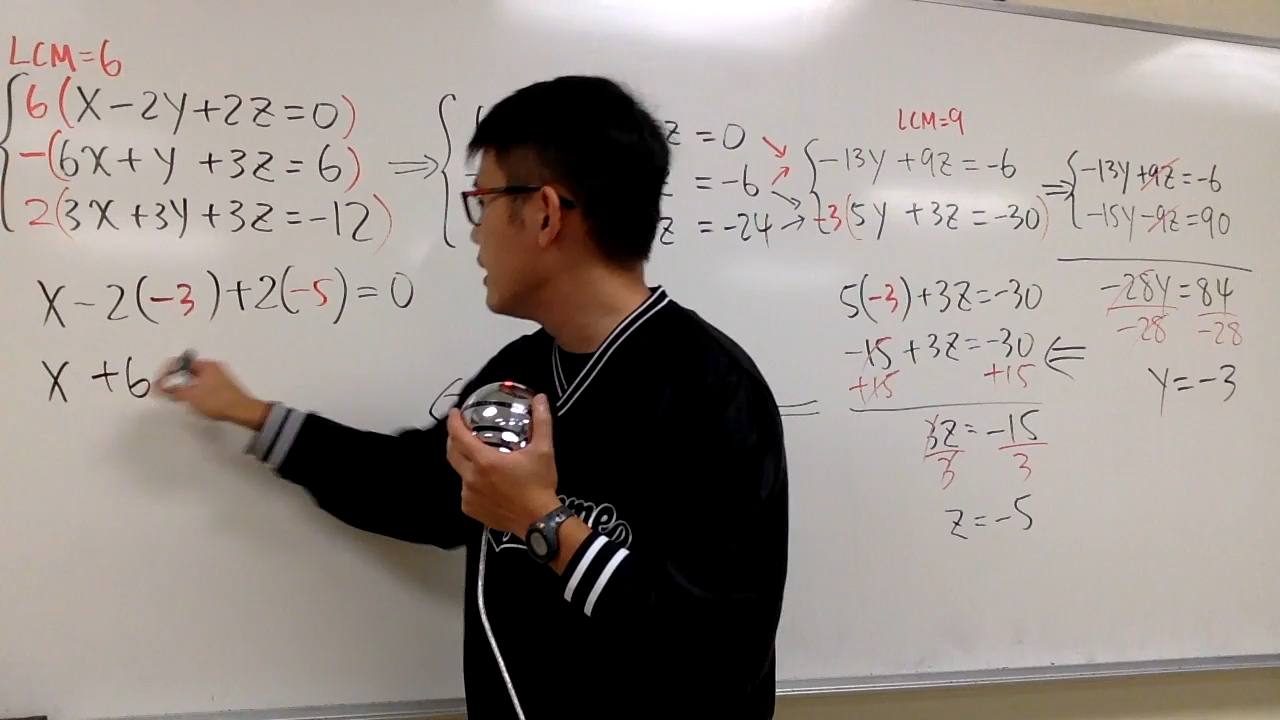 LCM=6
6(X-2Y+2Z=0)
-(6X+Y+3Z=6)
2(3X+3Y+3Z=-12)
⇒
Z=0
Z=-6
Z=-24
LCM=9
-13Y+9Z=-6
-3(5Y+3Z=-30)
⇒
-13Y+9Z=-6
-15Y-9Z=90
-28Y=84
-28 -28
Y=-3
⇐
5(-3)+3Z=-30
-15+3Z=-30
+15 +15
3Z=-15
3 3
Z=-5
X-2(-3)+2(-5)=0
X+6